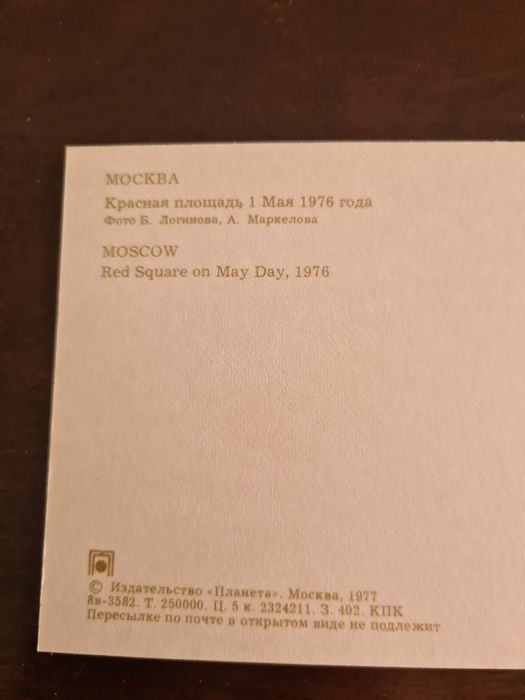 МОСКВА
Красная площадь 1 Мая 1976 года
Фото Б. Логинова, А. Маркелова
MOSCOW
Red Square on May Day, 1976
© Издательство «Планета». Москва, 1977
8в-3582. Т. 250000. Ц. 5 к. 2324211. З. 402. КПК
Пересылке по почте в открытом виде не подлежит